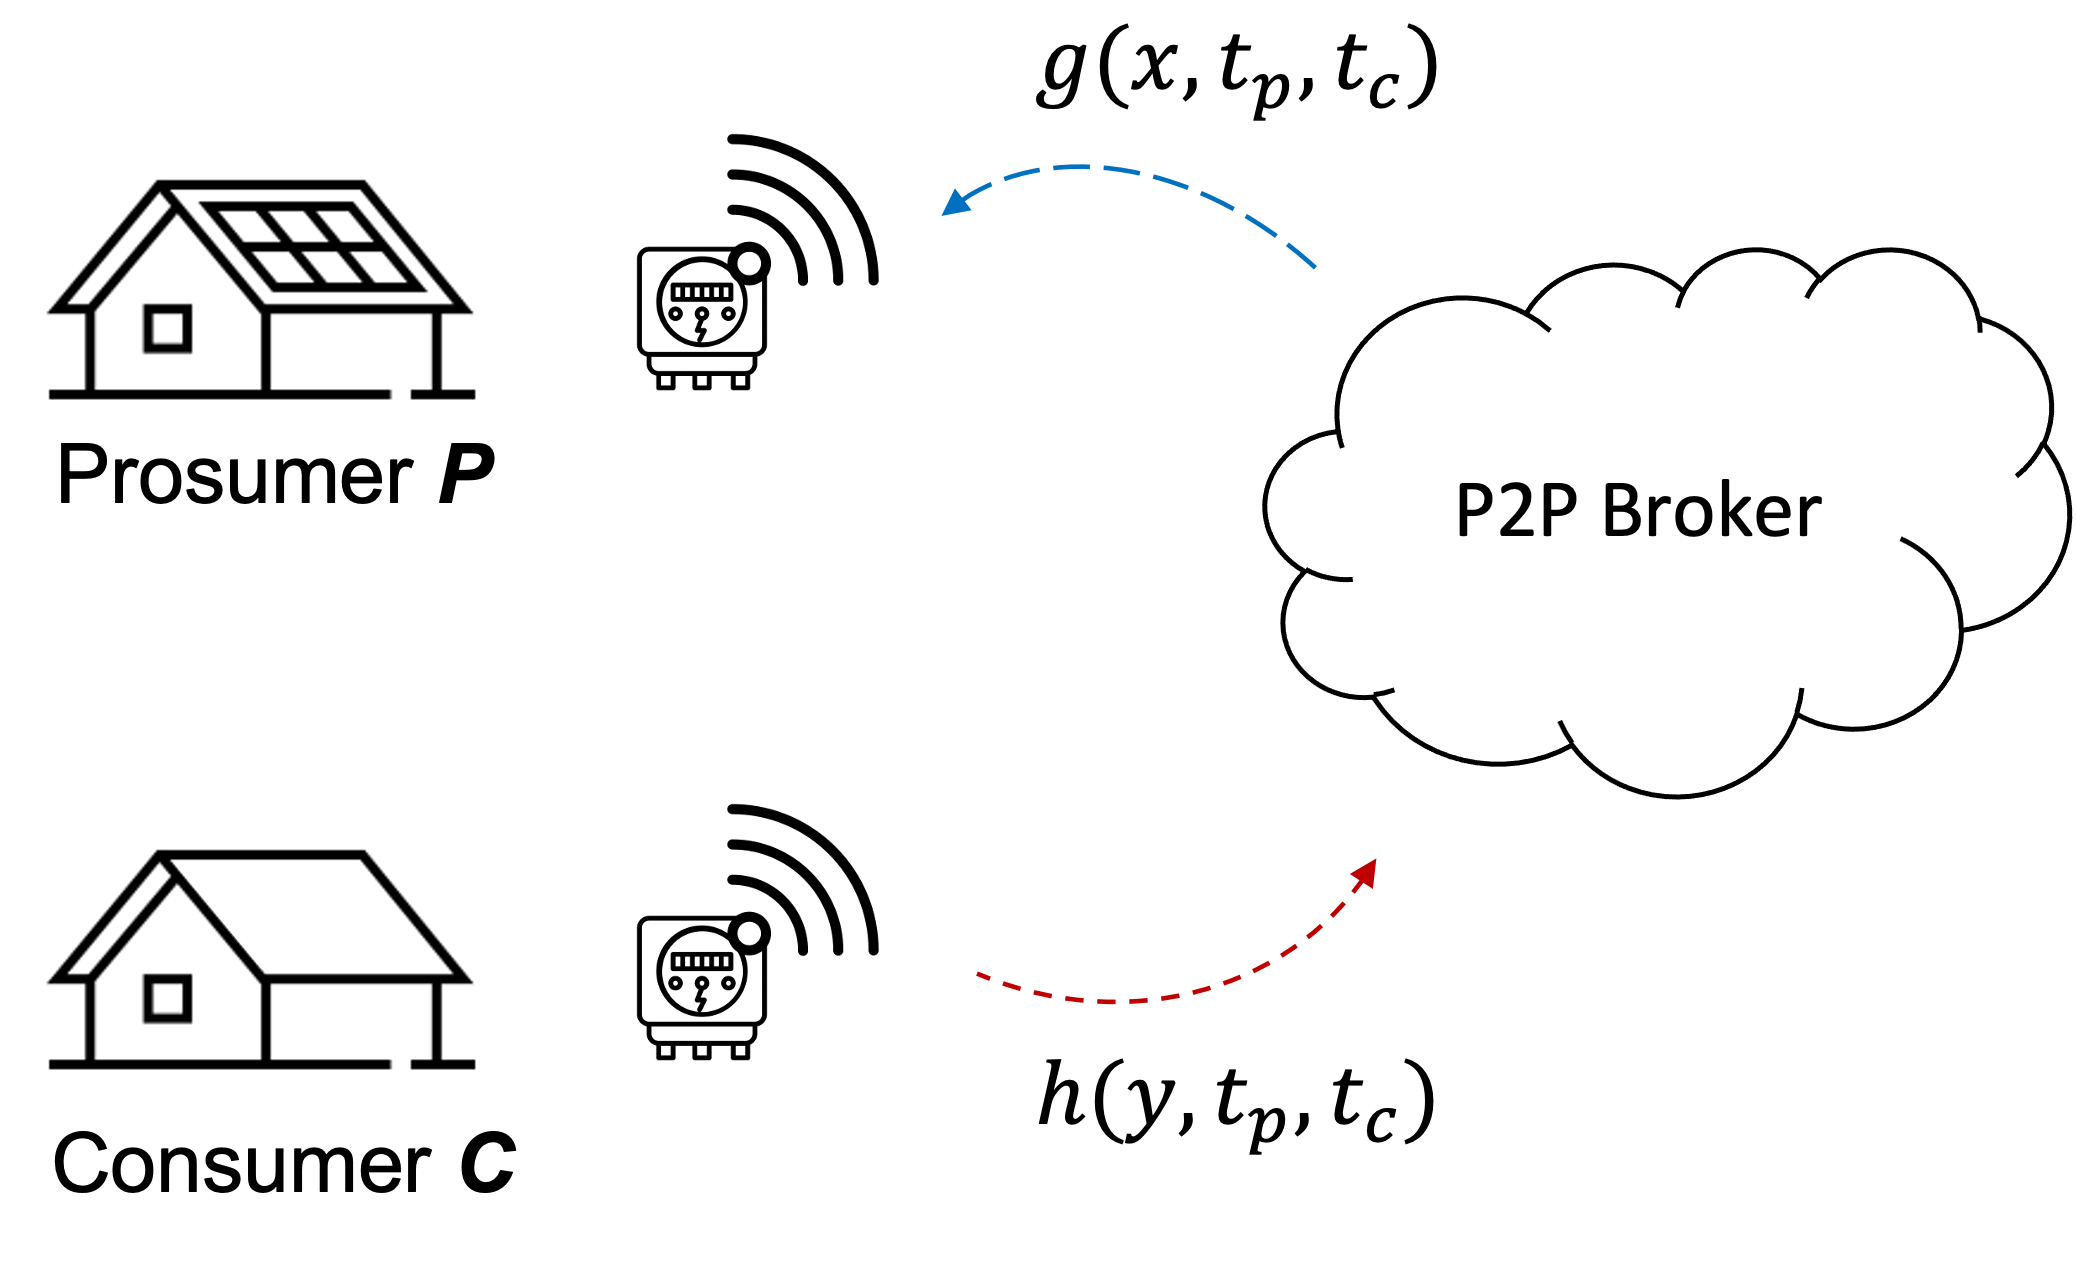 g(x, t_p, t_c)
Prosumer P
P2P Broker
h(y, t_p, t_c)
Consumer C